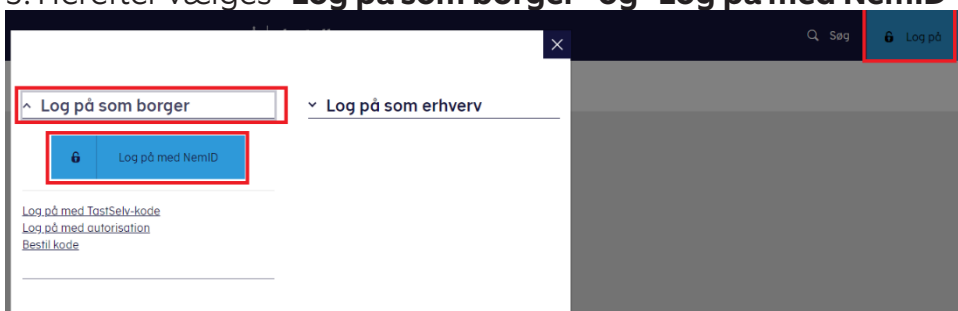 Herefter vælges "Log på som borger" og "Log på med NemID"
Søg
Log på
Log på som borger
Log på som erhverv
Log på med NemID
Log på med TastSelv-kode
Log på med autorisation
Bestil kode